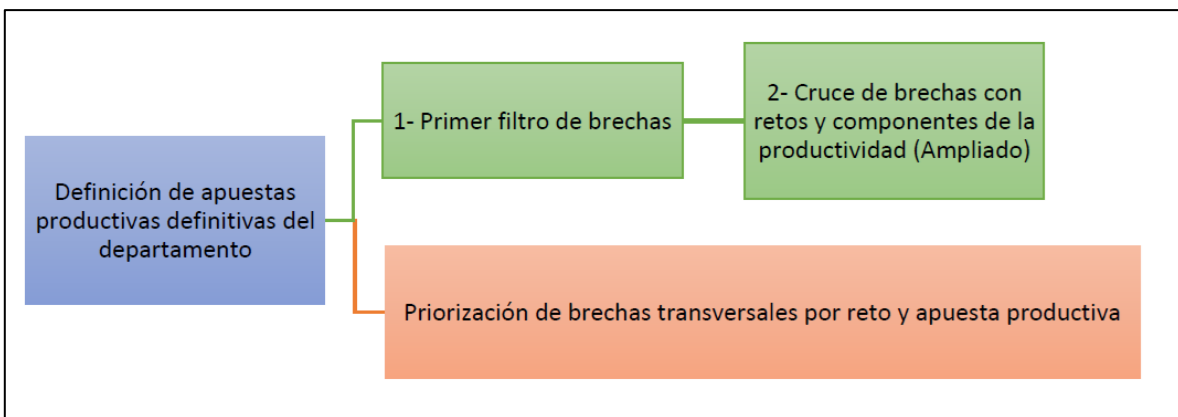 Definición de apuestas
productivas definitivas del
departamento
1- Primer filtro de brechas
2- Cruce de brechas con
retos y componentes de la
productividad (Ampliado)
Priorización de brechas transversales por reto y apuesta productiva